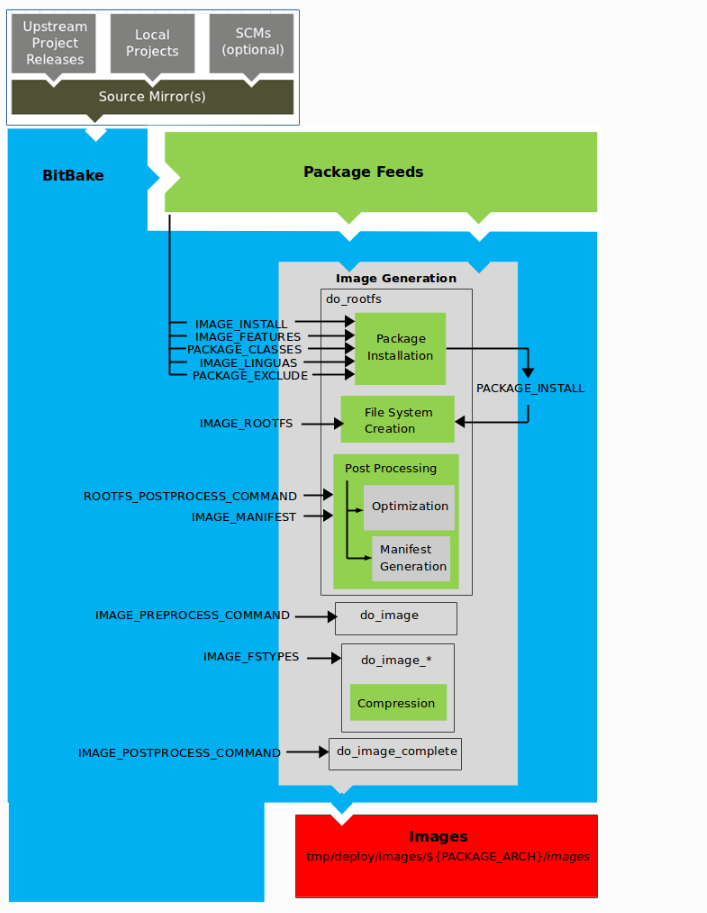 Upstream
Project
Releases
Local
Projects
SCMs
(optional)
Source Mirror(s)
BitBake
Package Feeds
Image Generation
do_rootfs
IMAGE_INSTALL
IMAGE_FEATURES
PACKAGE_CLASSES
IMAGE_LINGUAS
PACKAGE_EXCLUDE
Package
Installation
PACKAGE_INSTALL
IMAGE_ROOTFS
File System
Creation
Post Processing
ROOTFS_POSTPROCESS_COMMAND
IMAGE_MANIFEST
Optimization
Manifest
Generation
IMAGE_PREPROCESS_COMMAND
do_image
IMAGE_FSTYPES
do_image_*
Compression
IMAGE_POSTPROCESS_COMMAND
do_image_complete
Images
tmp/deploy/images/${PACKAGE_ARCH}/images